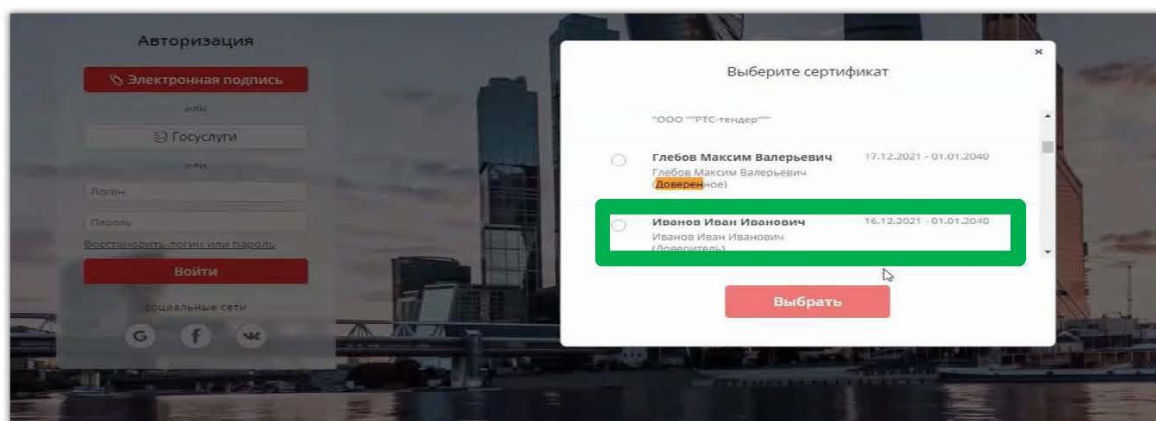 Авторизация
Электронная подпись
или
Госуслуги
или
Логин
Пароль
Восстановить логин или пароль
Войти
социальные сети
G f
Выберите сертификат
"ООО ""РТС-тендер"""
Глебов Максим Валерьевич 17.12.2021 - 01.01.2040
Глебов Максим Валерьевич
(Доверенное)
Иванов Иван Иванович 16.12.2021 - 01.01.2040
Иванов Иван Иванович
(Доверитель)
Выбрать